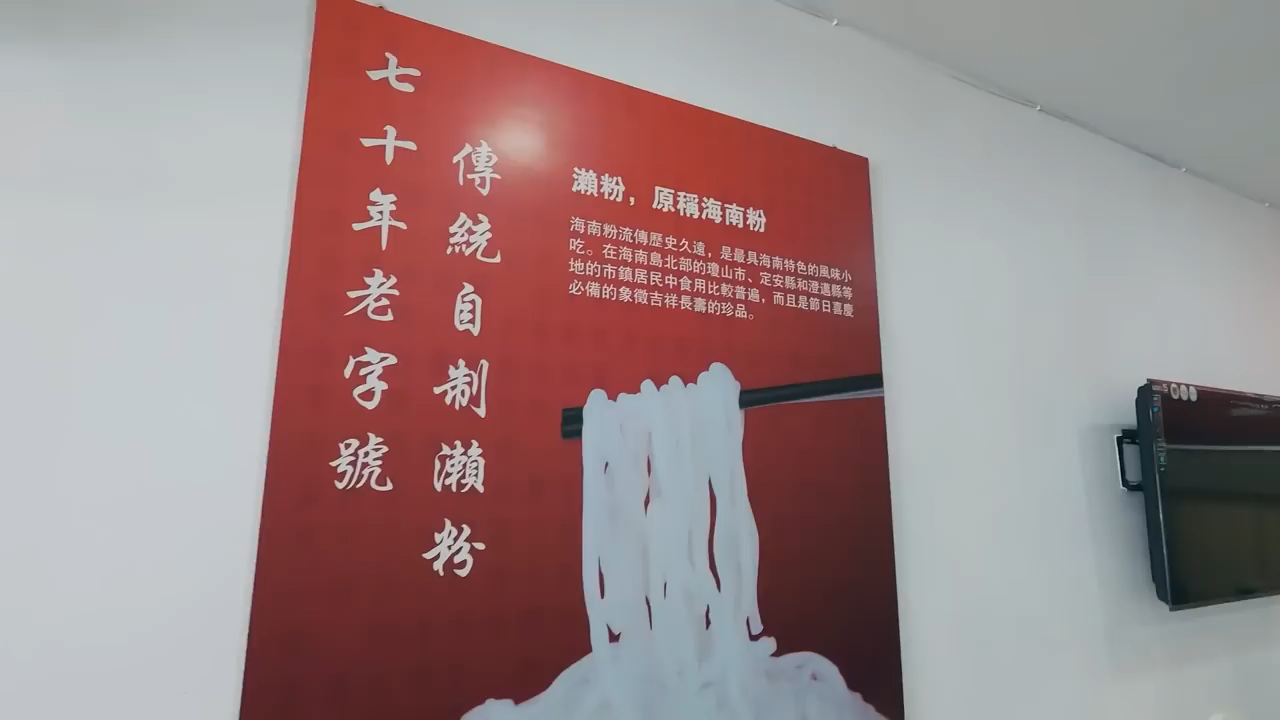 七十年老字號
傳統自制瀨粉
瀨粉，原稱海南粉
海南粉流傳歷史久遠，是最具海南特色的風味小
吃。在海南島北部的瓊山市、定安縣和澄邁縣等
地的市鎮居民中食用比較普遍，而且是節日喜慶
必備的象徵吉祥長壽的珍品。